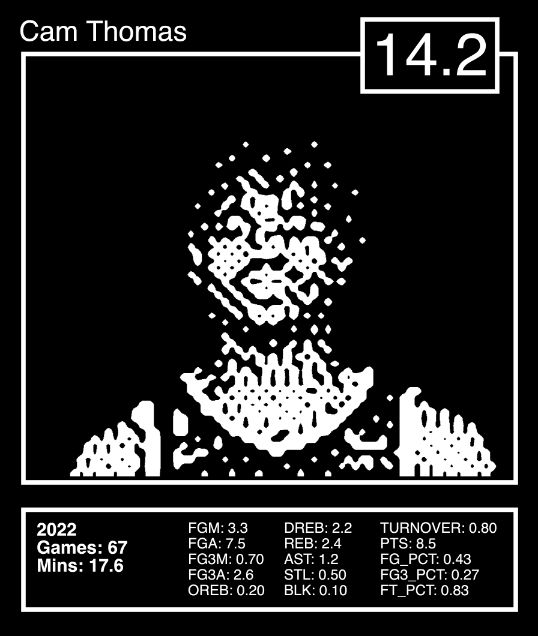 Cam Thomas
14.2
2022
Games: 67
Mins: 17.6
FGM: 3.3
FGA: 7.5
FG3M: 0.70
FG3A: 2.6
OREB: 0.20
DREB: 2.2
REB: 2.4
AST: 1.2
STL: 0.50
BLK: 0.10
TURNOVER: 0.80
PTS: 8.5
FG_PCT: 0.43
FG3_PCT: 0.27
FT_PCT: 0.83